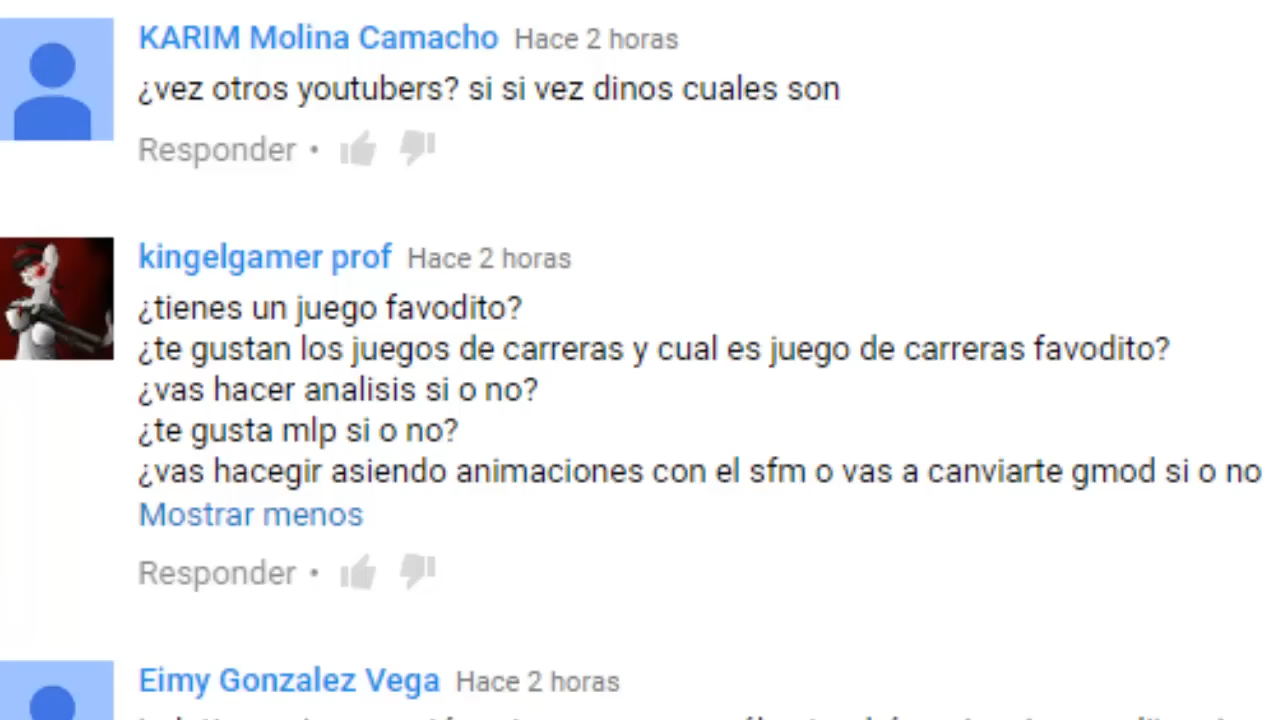 KARIM Molina Camacho Hace 2 horas
¿vez otros youtubers? si si vez dinos cuales son
Responder •
kingelgamer prof Hace 2 horas
¿tienes un juego favodito?
¿te gustan los juegos de carreras y cual es juego de carreras favodito?
¿vas hacer analisis si o no?
¿te gusta mlp si o no?
¿vas hacegir asiendo animaciones con el sfm o vas a canviarte gmod si o no
Mostrar menos
Responder •
Eimy Gonzalez Vega Hace 2 horas